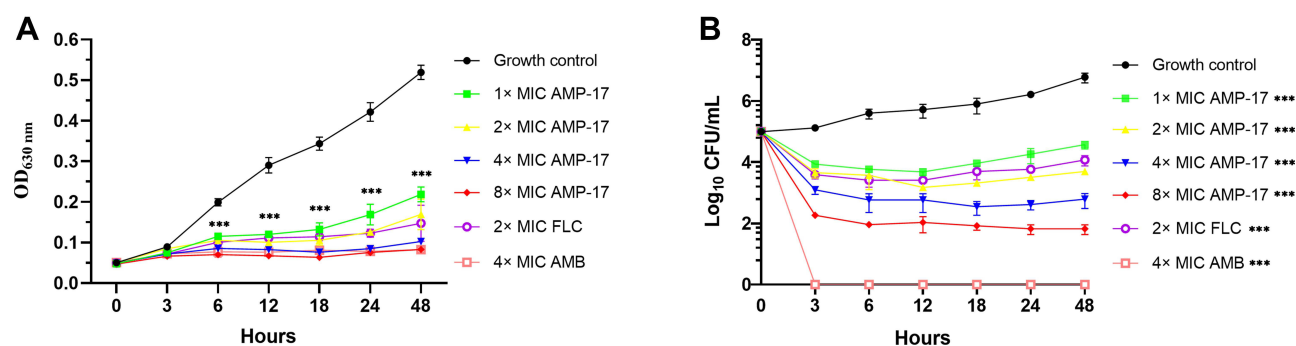 A
OD630 nm
0.6
0.5
0.4
0.3
0.2
0.1
0.0
***
***
***
***
***
0
3
6
12
18
24
48
Hours
Growth control
1× MIC AMP-17
2× MIC AMP-17
4× MIC AMP-17
8× MIC AMP-17
2× MIC FLC
4× MIC AMB
B
Log10 CFU/mL
8
6
4
2
0
0
3
6
12
18
24
48
Hours
Growth control
1× MIC AMP-17 ***
2× MIC AMP-17 ***
4× MIC AMP-17 ***
8× MIC AMP-17 ***
2× MIC FLC ***
4× MIC AMB ***